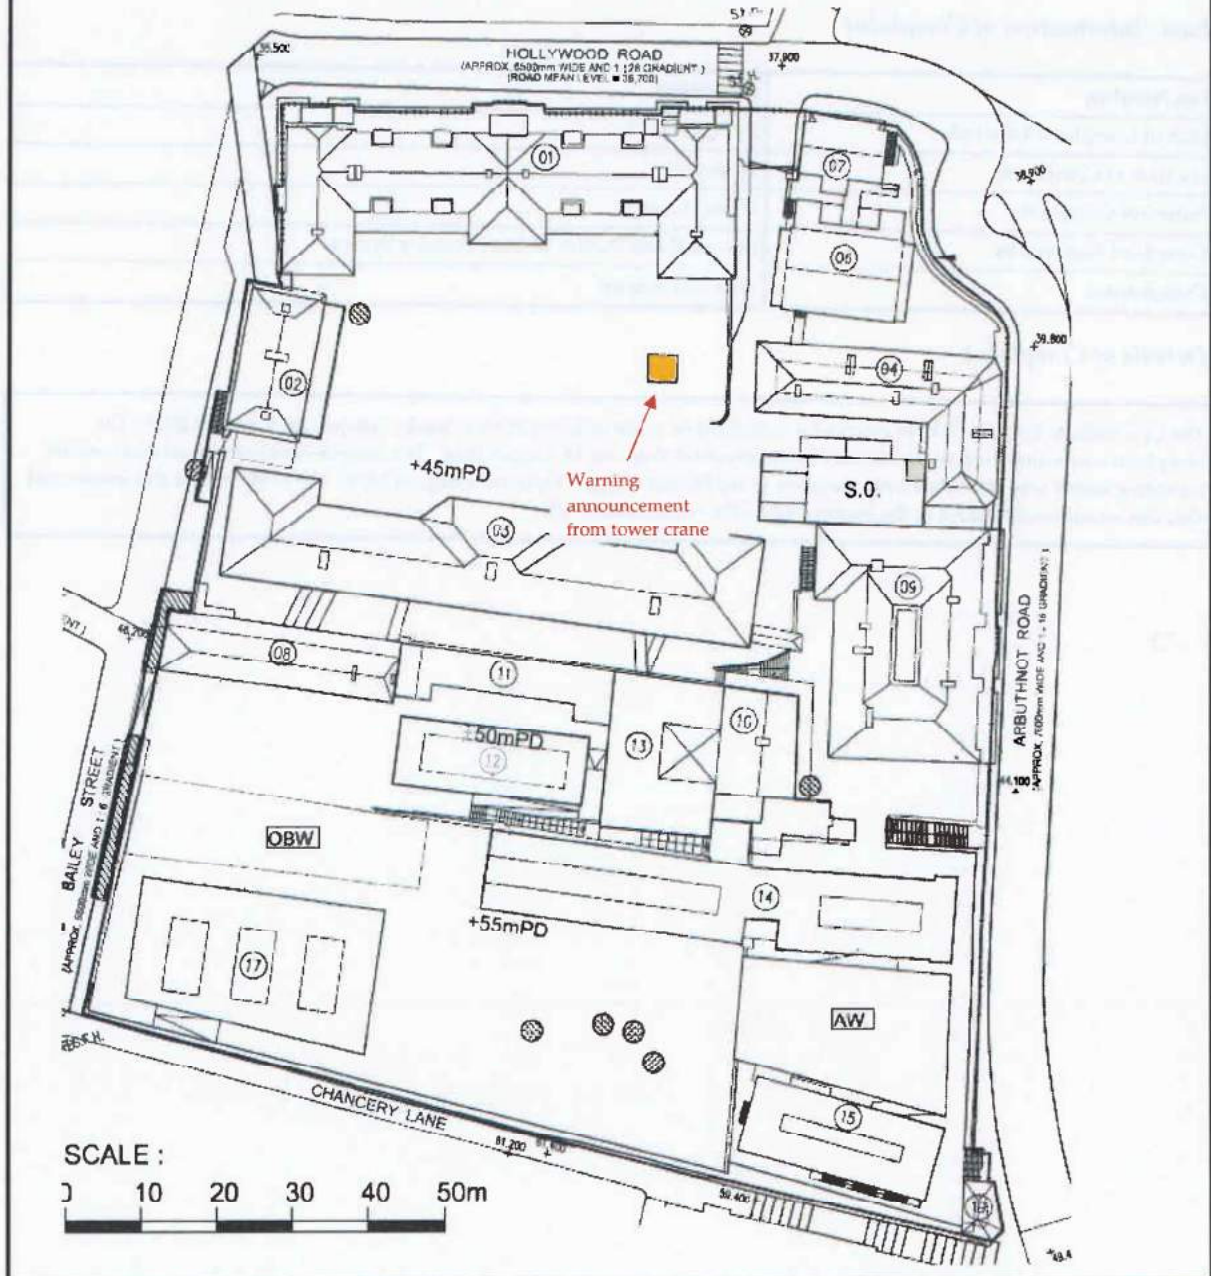 HOLLYWOOD ROAD
(APPROX. 6500mm WIDE AND 1 : 28 GRADIENT )
(ROAD MEAN LEVEL = 36,700)
37,900
01
07
38,900
06
39,800
02
04
+45mPD
Warning
announcement
from tower crane
S.O.
03
09
ARBUTHNOT ROAD
08
11
10
13
±50mPD
12
44,100
BAILEY STREET
OBW
14
+55mPD
17
AW
15
CHANCERY LANE
61,200
59,400
SCALE :
10 20 30 40 50m